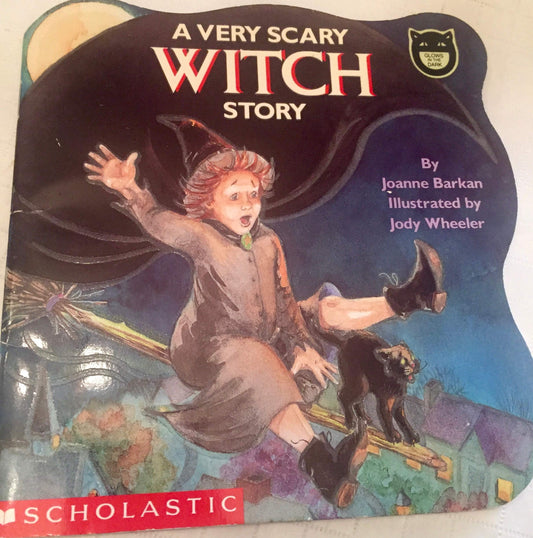 A VERY SCARY
WITCH
STORY
GLOWS
IN THE
DARK
By
Joanne Barkan
Illustrated by
Jody Wheeler
SCHOLASTIC